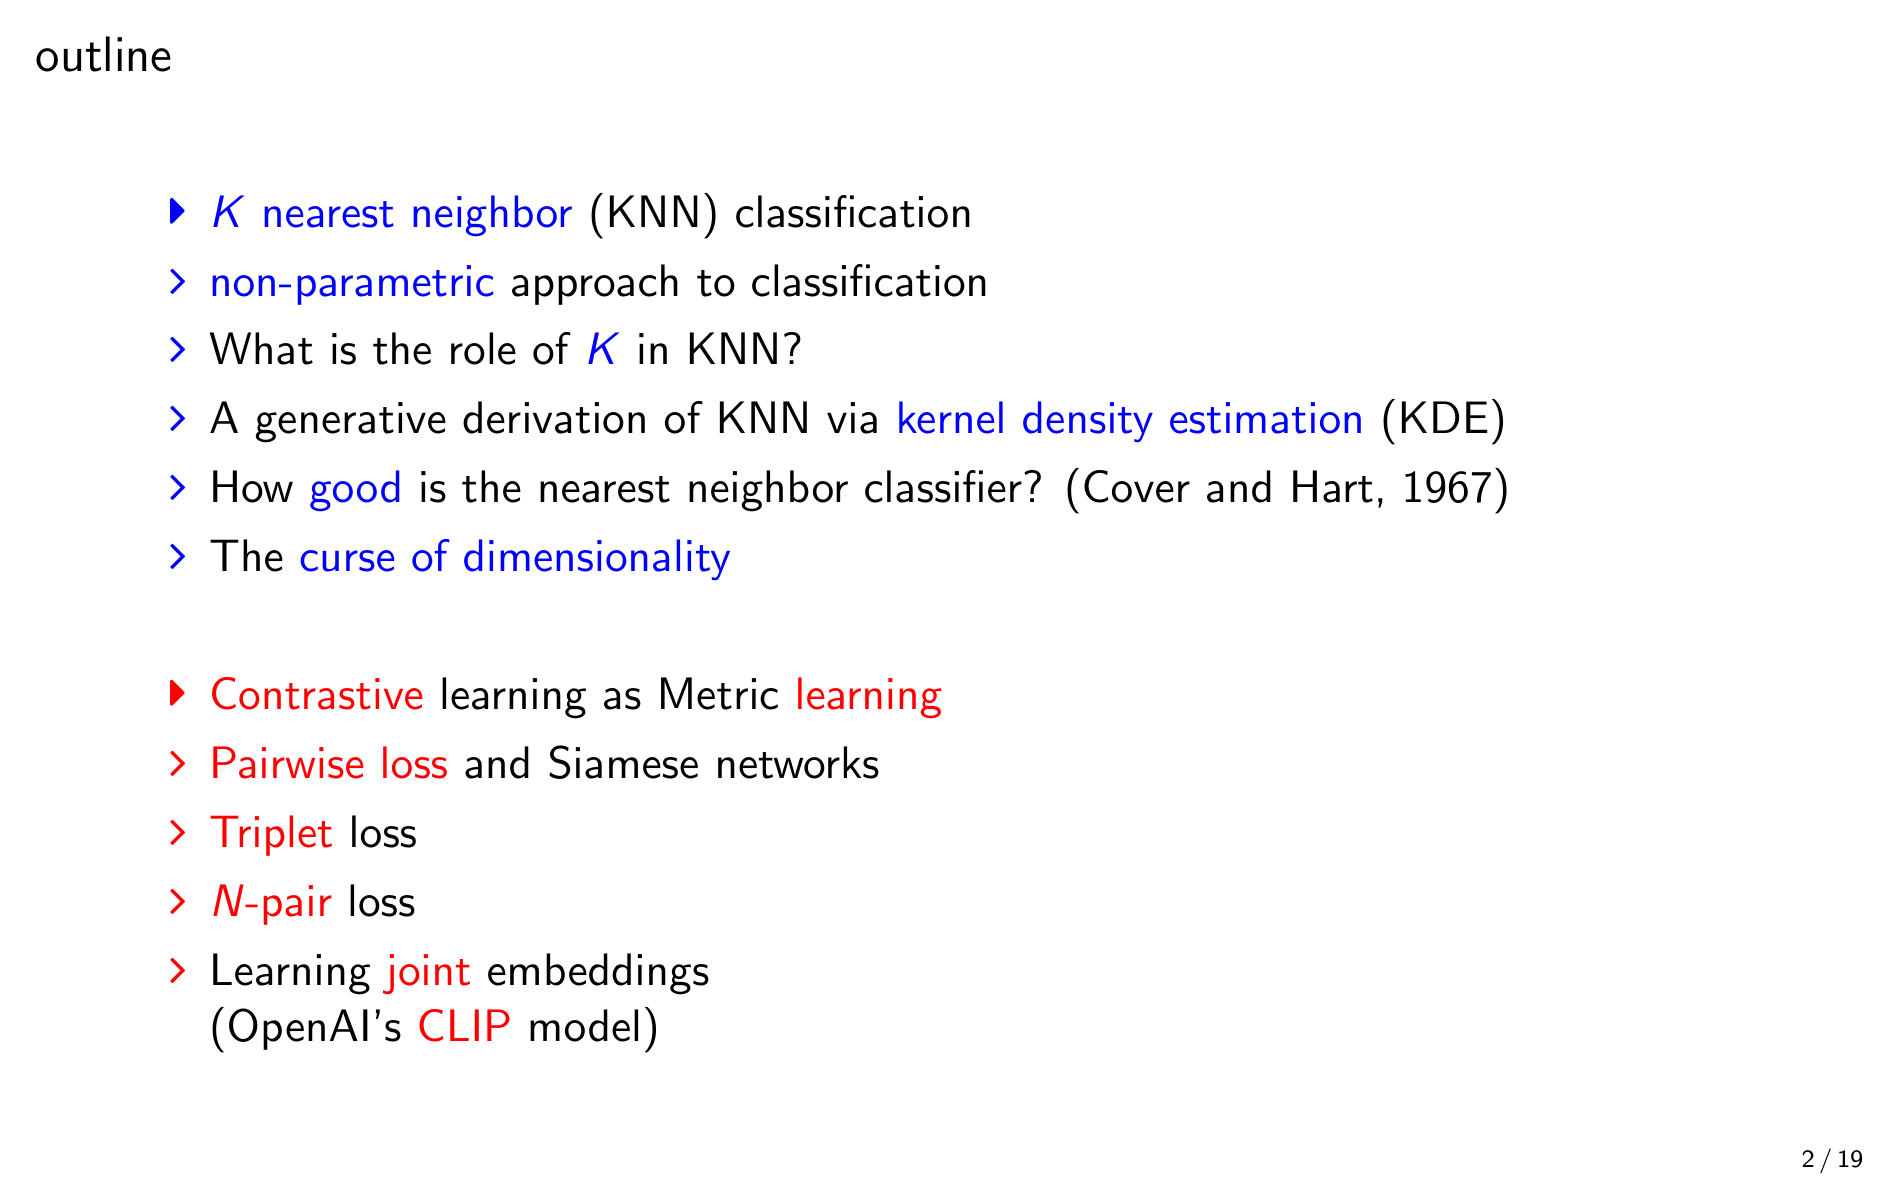 outline
K nearest neighbor (KNN) classification
non-parametric approach to classification
What is the role of K in KNN?
A generative derivation of KNN via kernel density estimation (KDE)
How good is the nearest neighbor classifier? (Cover and Hart, 1967)
The curse of dimensionality
Contrastive learning as Metric learning
Pairwise loss and Siamese networks
Triplet loss
N-pair loss
Learning joint embeddings
(OpenAI's CLIP model)
2 / 19